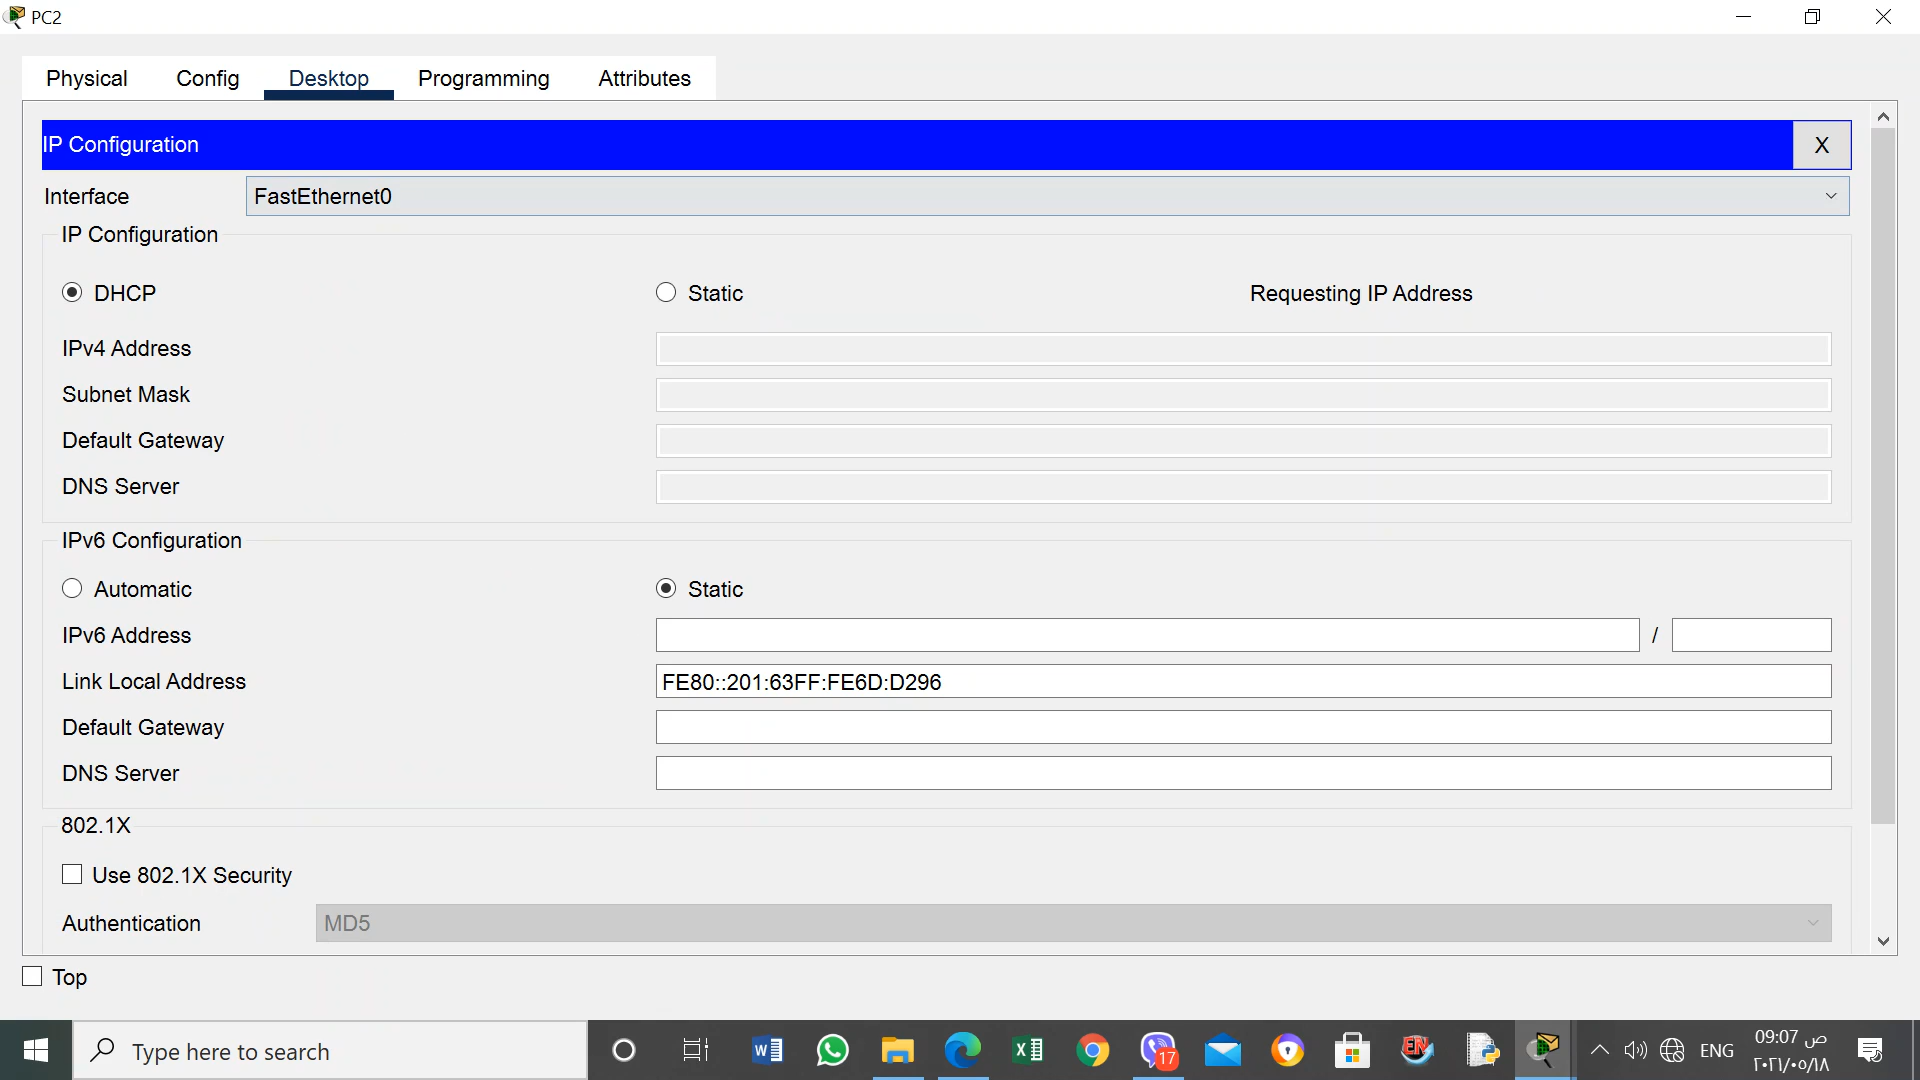 PC2
Physical Config Desktop Programming Attributes
IP Configuration X
Interface FastEthernet0
IP Configuration
DHCP Static Requesting IP Address
IPv4 Address
Subnet Mask
Default Gateway
DNS Server
IPv6 Configuration
Automatic Static
IPv6 Address /
Link Local Address FE80::201:63FF:FE6D:D296
Default Gateway
DNS Server
802.1X
Use 802.1X Security
Authentication MD5
Top
Type here to search 17 ENG 09:07 ص
٢٠٢١/٠٥/١٨